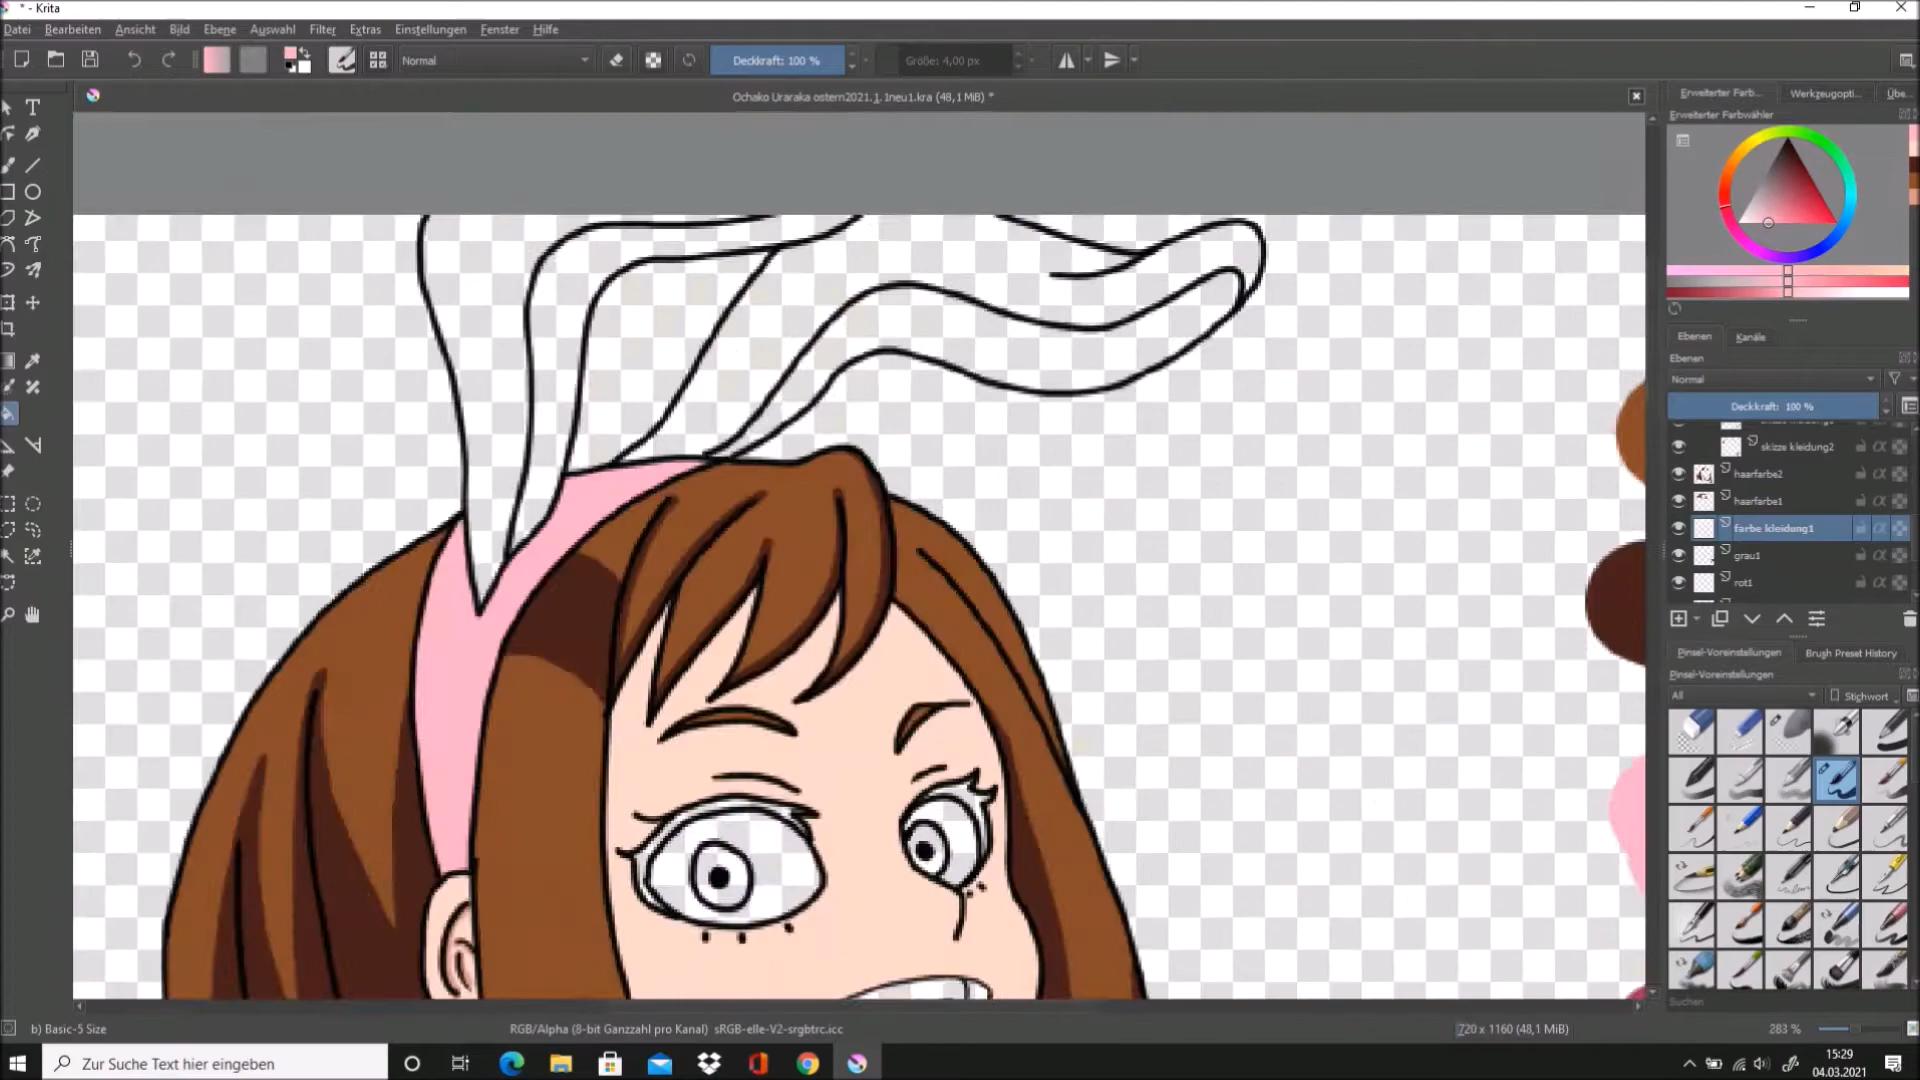 * - Krita
Datei Bearbeiten Ansicht Bild Ebene Auswahl Filter Extras Einstellungen Fenster Hilfe
Normal
Deckkraft: 100 %
Größe: 4,00 px
Ochako Uraraka ostern2021.1.1neu1.kra (48,1 MiB) *
Erweiterter Farb... Werkzeugopti... Übe...
Erweiterter Farbwähler
Ebenen Kanäle
Ebenen
Normal
Deckkraft: 100 %
skizze kleidung2
haarfarbe2
haarfarbe1
farbe kleidung1
grau1
rot1
Pinsel-Voreinstellungen Brush Preset History
Pinsel-Voreinstellungen
All
Stichwort
Suchen
b) Basic-5 Size
RGB/Alpha (8-bit Ganzzahl pro Kanal) sRGB-elle-V2-srgbtrc.icc
720 x 1160 (48,1 MiB)
283 %
Zur Suche Text hier eingeben
15:29
04.03.2021